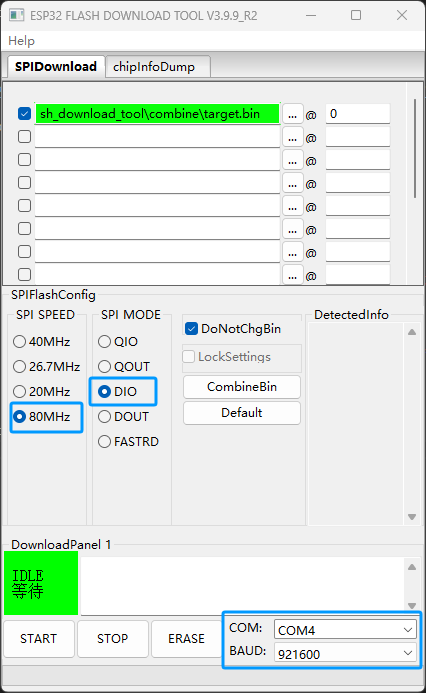 ESP32 FLASH DOWNLOAD TOOL V3.9.9_R2
Help
SPIDownload chipInfoDump
sh_download_tool\combine\target.bin ... @ 0
... @
... @
... @
... @
... @
... @
... @
SPIFlashConfig
SPI SPEED
40MHz
26.7MHz
20MHz
80MHz
SPI MODE
QIO
QOUT
DIO
DOUT
FASTRD
DoNotChgBin
LockSettings
CombineBin
Default
DetectedInfo
DownloadPanel 1
IDLE
等待
START STOP ERASE
COM: COM4
BAUD: 921600